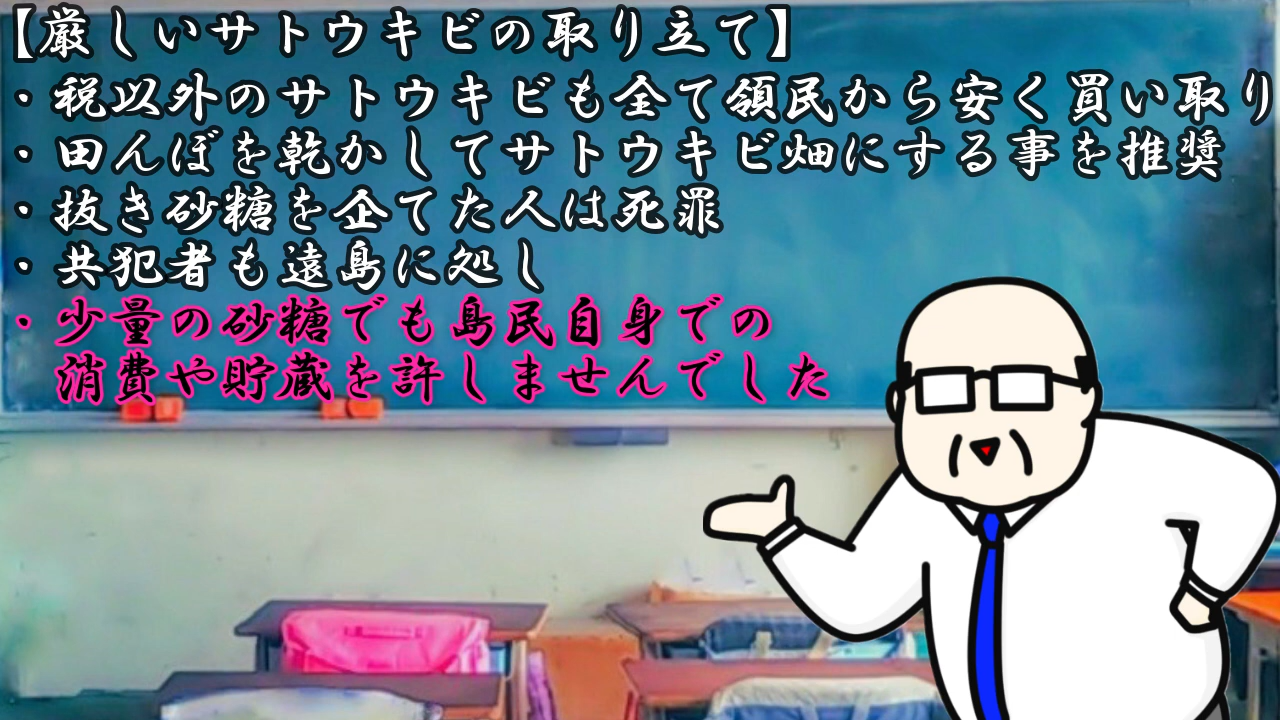 【厳しいサトウキビの取り立て】
・税以外のサトウキビも全て領民から安く買い取り
・田んぼを乾かしてサトウキビ畑にする事を推奨
・抜き砂糖を企てた人は死罪
・共犯者も遠島に処し
・少量の砂糖でも島民自身での
消費や貯蔵を許しませんでした